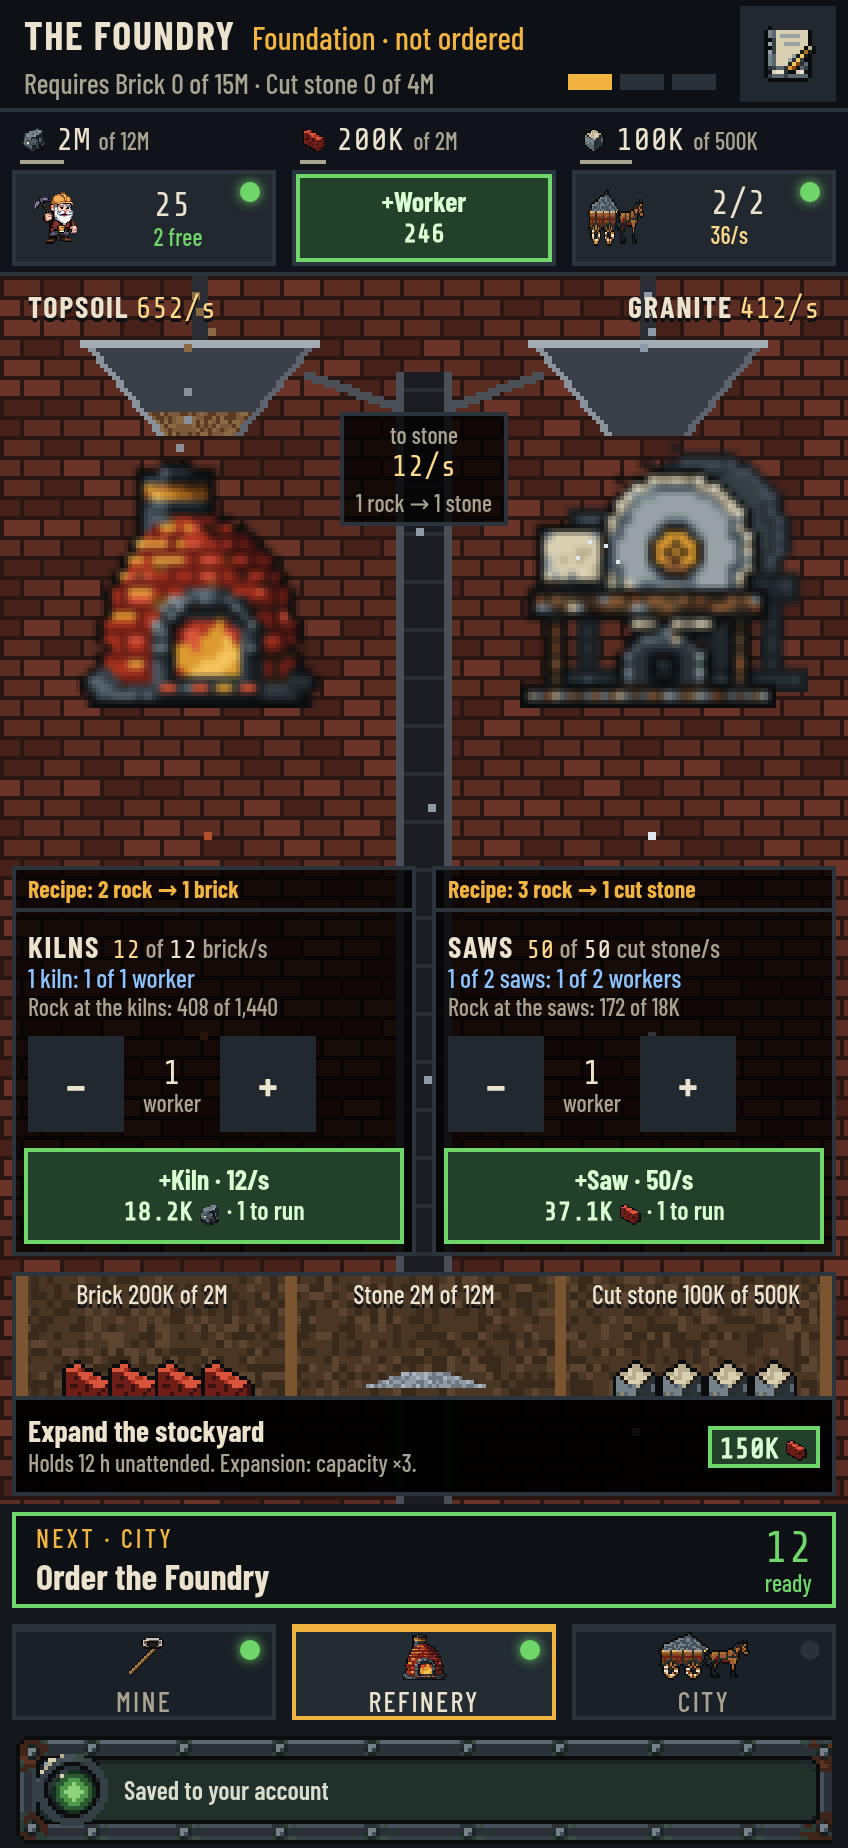 THE FOUNDRY Foundation · not ordered
Requires Brick 0 of 15M · Cut stone 0 of 4M
2M of 12M
200K of 2M
100K of 500K
25
2 free
+Worker
246
2/2
36/s
TOPSOIL 652/s
GRANITE 412/s
to stone
12/s
1 rock → 1 stone
Recipe: 2 rock → 1 brick
KILNS 12 of 12 brick/s
1 kiln: 1 of 1 worker
Rock at the kilns: 408 of 1,440
− 1 +
worker
+Kiln · 12/s
18.2K · 1 to run
Recipe: 3 rock → 1 cut stone
SAWS 50 of 50 cut stone/s
1 of 2 saws: 1 of 2 workers
Rock at the saws: 172 of 18K
− 1 +
worker
+Saw · 50/s
37.1K · 1 to run
Brick 200K of 2M
Stone 2M of 12M
Cut stone 100K of 500K
Expand the stockyard
Holds 12 h unattended. Expansion: capacity ×3.
150K
NEXT · CITY
Order the Foundry
12
ready
MINE
REFINERY
CITY
Saved to your account